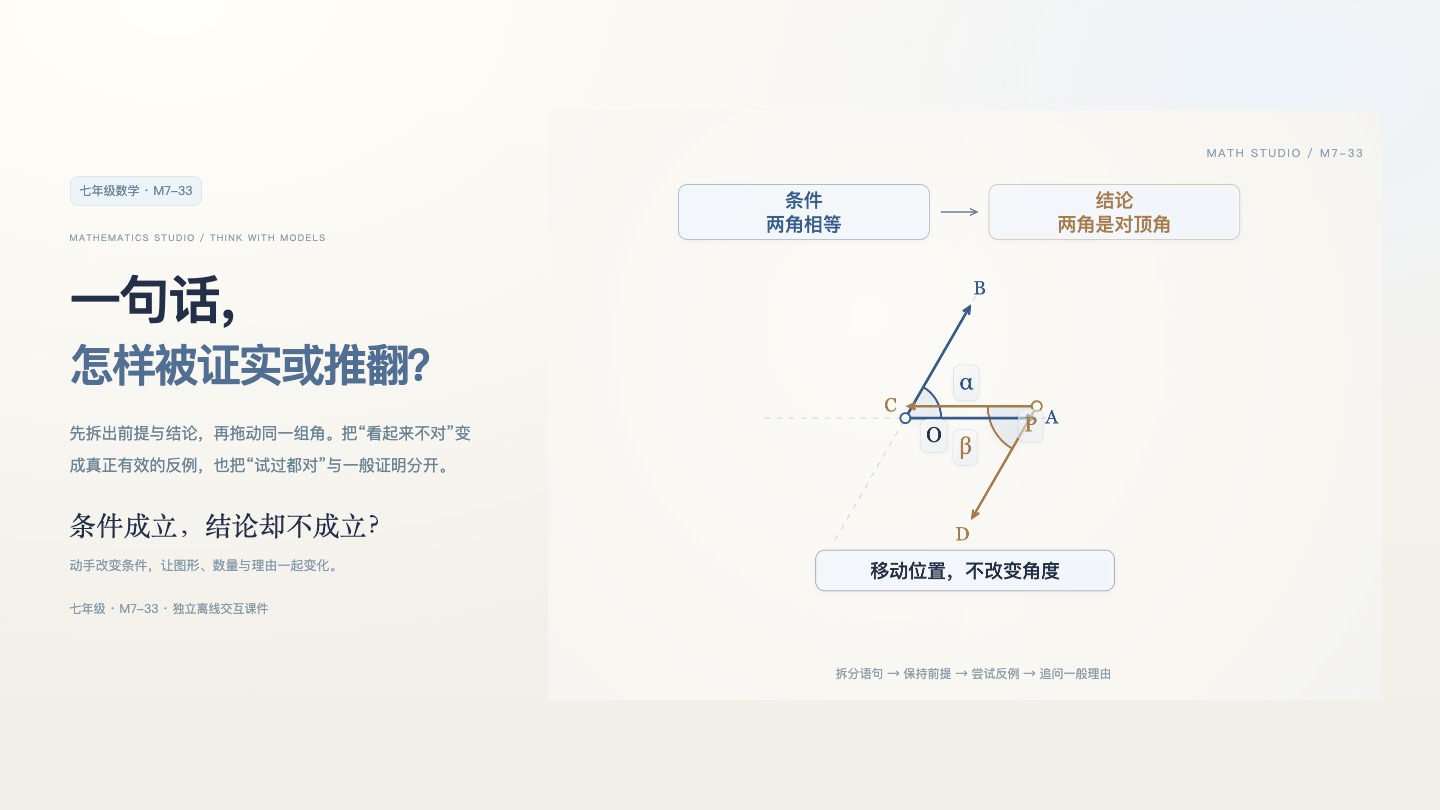 七年级数学 · M7–33
MATHEMATICS STUDIO / THINK WITH MODELS
一句话,
怎样被证实或推翻?
先拆出前提与结论，再拖动同一组角。把“看起来不对”变
成真正有效的反例，也把“试过都对”与一般证明分开。
条件成立，结论却不成立？
动手改变条件，让图形、数量与理由一起变化。
七年级 · M7–33 · 独立离线交互课件
MATH STUDIO / M7–33
条件
两角相等
结论
两角是对顶角
B
α
C
A
P
O
β
D
移动位置，不改变角度
拆分语句 → 保持前提 → 尝试反例 → 追问一般理由